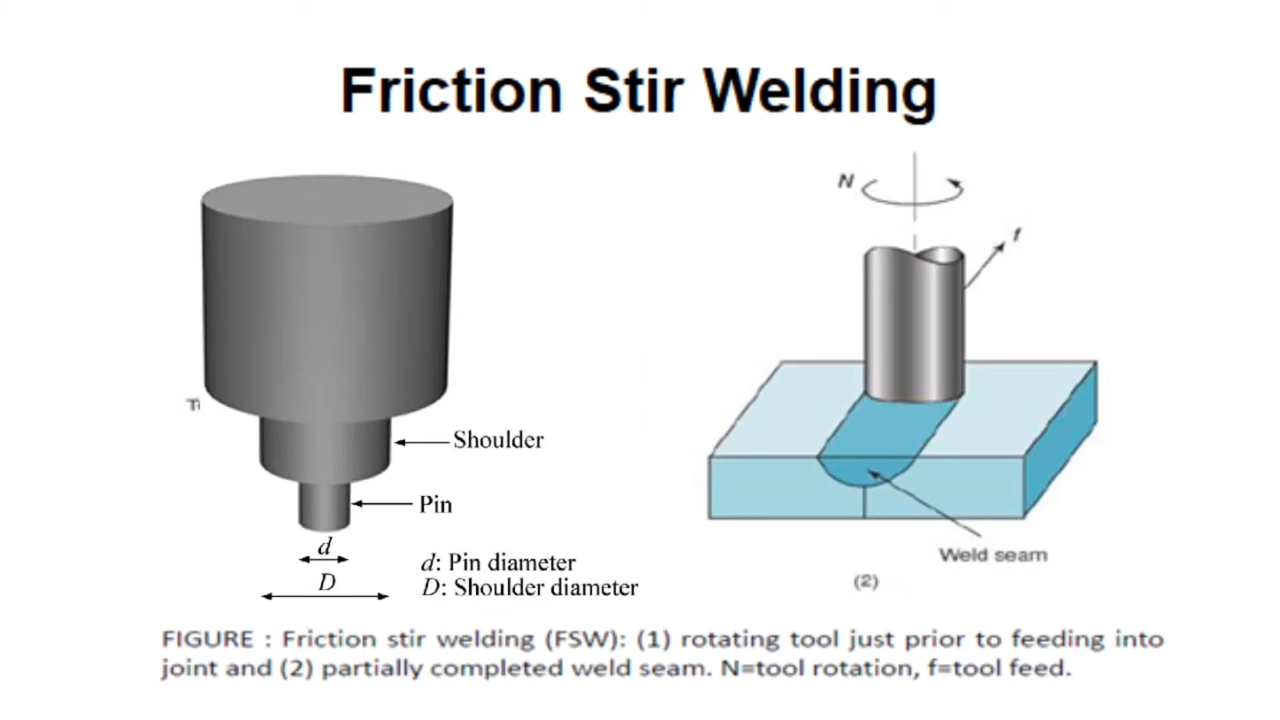 Friction Stir Welding
N
f
Shoulder
Pin
d
D
d: Pin diameter
D: Shoulder diameter
Weld seam
(2)
FIGURE : Friction stir welding (FSW): (1) rotating tool just prior to feeding into
joint and (2) partially completed weld seam. N=tool rotation, f=tool feed.